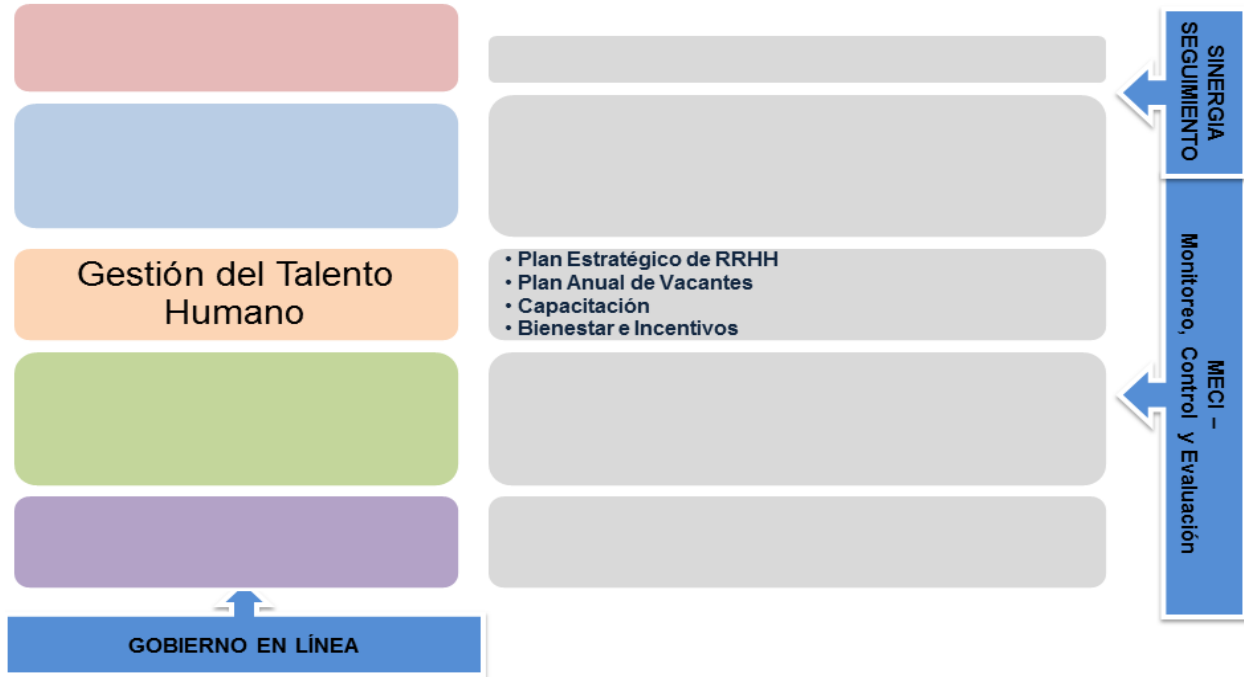 Gestión del Talento
Humano
• Plan Estratégico de RRHH
• Plan Anual de Vacantes
• Capacitación
• Bienestar e Incentivos
SINERGIA
SEGUIMIENTO
MECI –
Monitoreo, Control y Evaluación
GOBIERNO EN LÍNEA